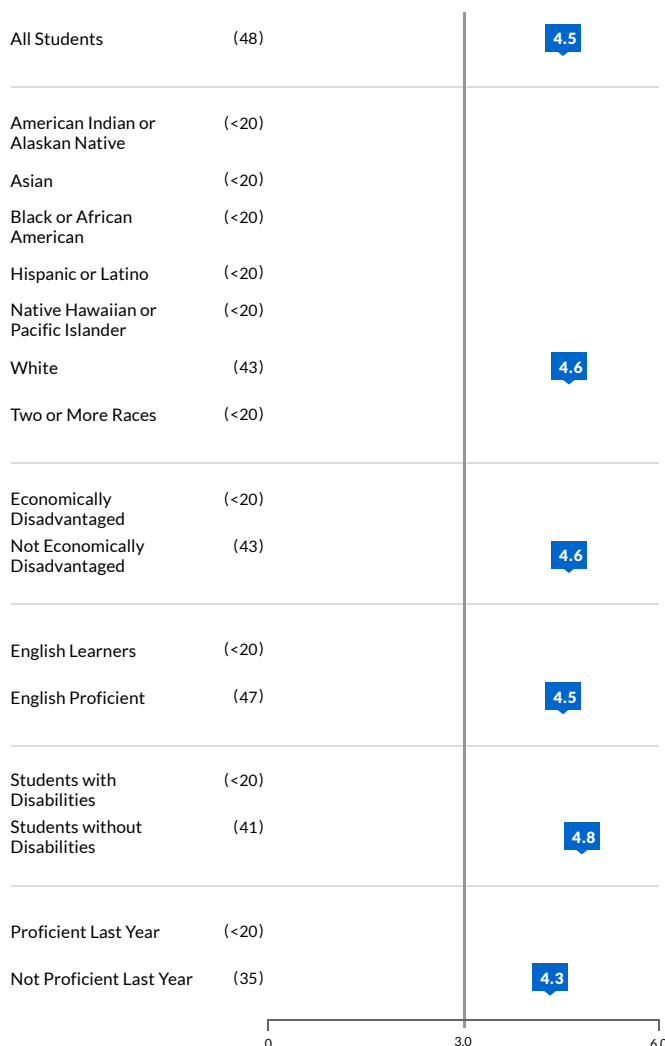 All Students (48) 4.5
American Indian or (<20)
Alaskan Native
Asian (<20)
Black or African (<20)
American
Hispanic or Latino (<20)
Native Hawaiian or (<20)
Pacific Islander
White (43) 4.6
Two or More Races (<20)
Economically (<20)
Disadvantaged
Not Economically (43) 4.6
Disadvantaged
English Learners (<20)
English Proficient (47) 4.5
Students with (<20)
Disabilities
Students without (41) 4.8
Disabilities
Proficient Last Year (<20)
Not Proficient Last Year (35) 4.3
0 3.0 6.0